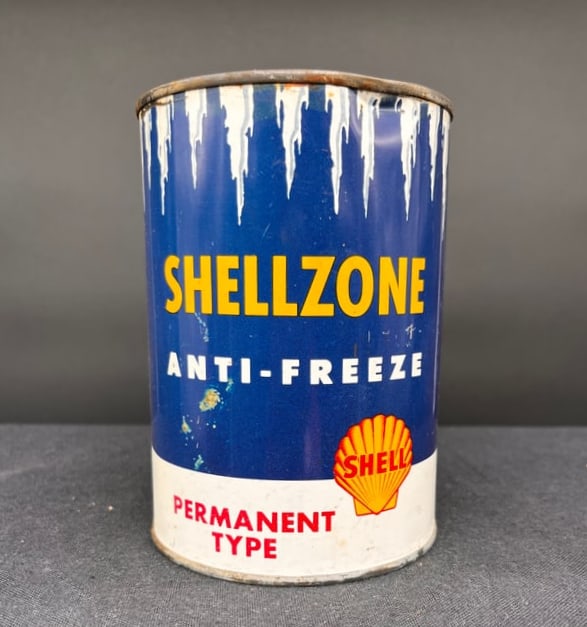 SHELLZONE
ANTI-FREEZE
SHELL
PERMANENT
TYPE